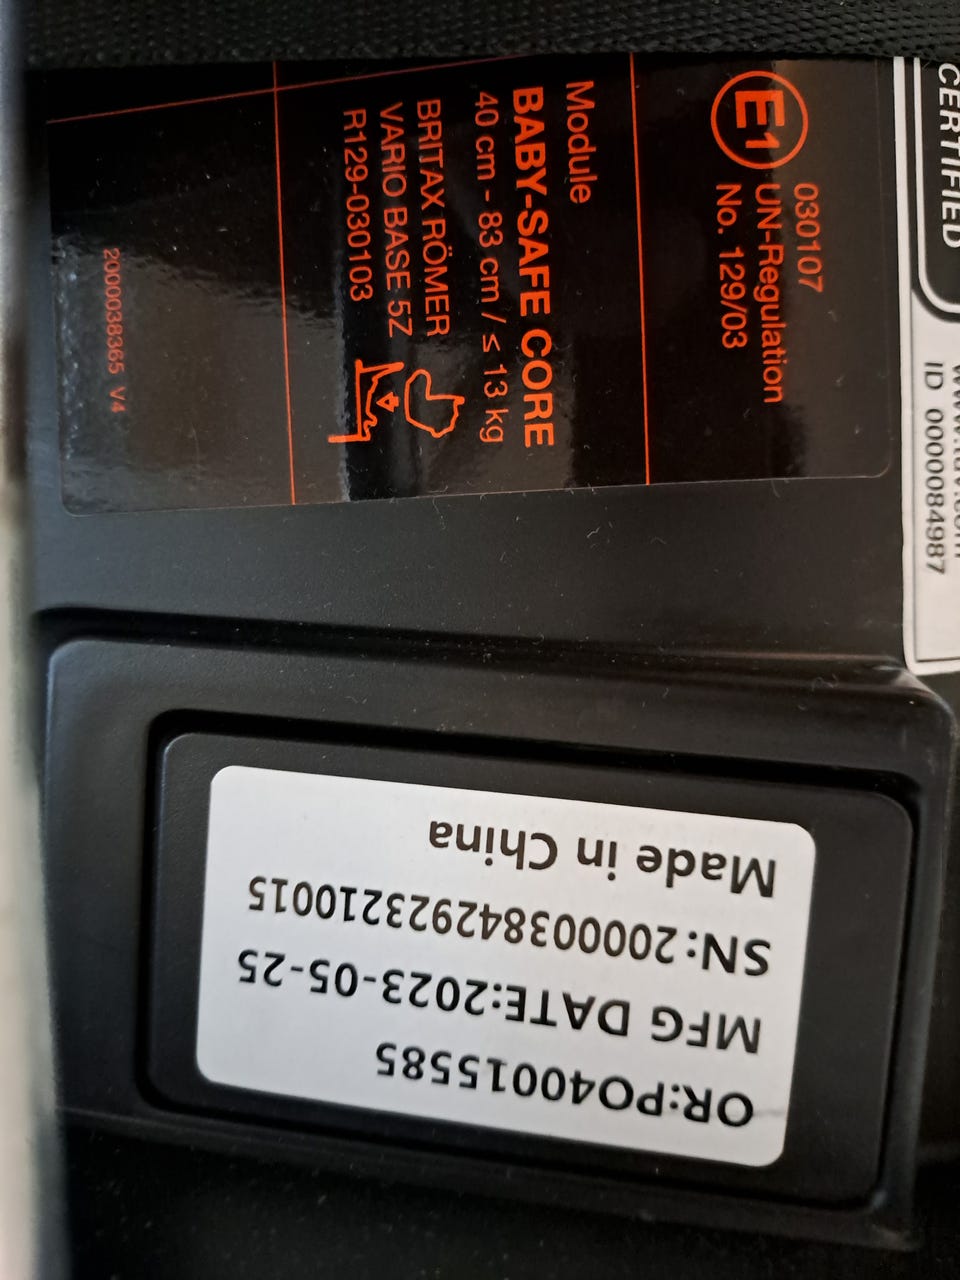 030107
E1 UN-Regulation
No. 129/03
Module
BABY-SAFE CORE
40 cm - 83 cm / ≤ 13 kg
BRITAX RÖMER
VARIO BASE 5Z
R129-030103
2000038365 V4
CERTIFIED
www.tuv.com
ID 0000084987
Made in China
SN:200003842923210015
MFG DATE:2023-05-25
OR:PO40015585